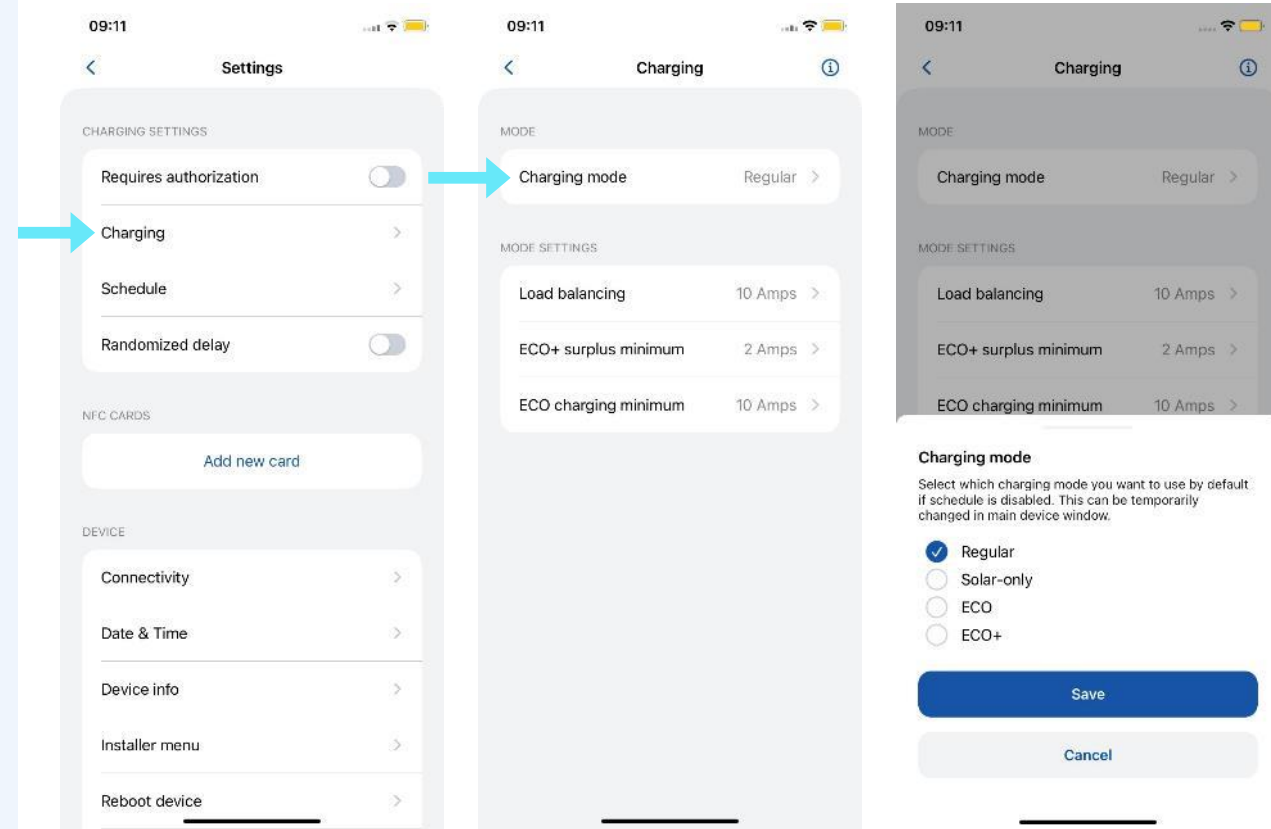 09:11
Settings
CHARGING SETTINGS
Requires authorization
Charging
Schedule
Randomized delay
NFC CARDS
Add new card
DEVICE
Connectivity
Date & Time
Device info
Installer menu
Reboot device
09:11
Charging
MODE
Charging mode Regular
MODE SETTINGS
Load balancing 10 Amps
ECO+ surplus minimum 2 Amps
ECO charging minimum 10 Amps
09:11
Charging
MODE
Charging mode Regular
MODE SETTINGS
Load balancing 10 Amps
ECO+ surplus minimum 2 Amps
ECO charging minimum 10 Amps
Charging mode
Select which charging mode you want to use by default
if schedule is disabled. This can be temporarily
changed in main device window.
Regular
Solar-only
ECO
ECO+
Save
Cancel